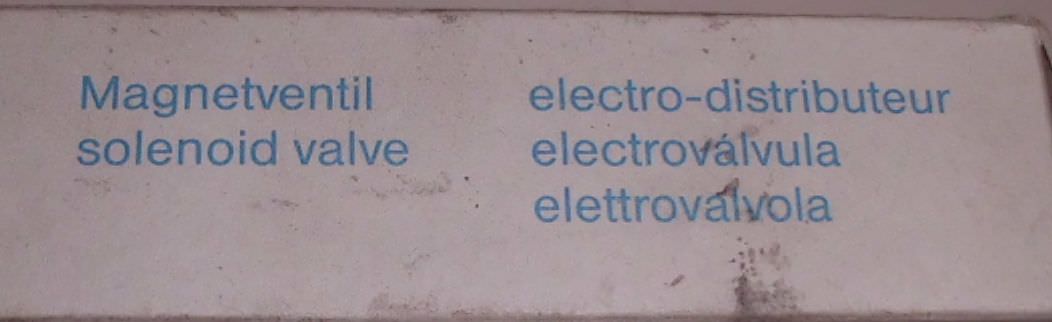 Magnetventil
solenoid valve
electro-distributeur
electroválvula
elettrovalvola